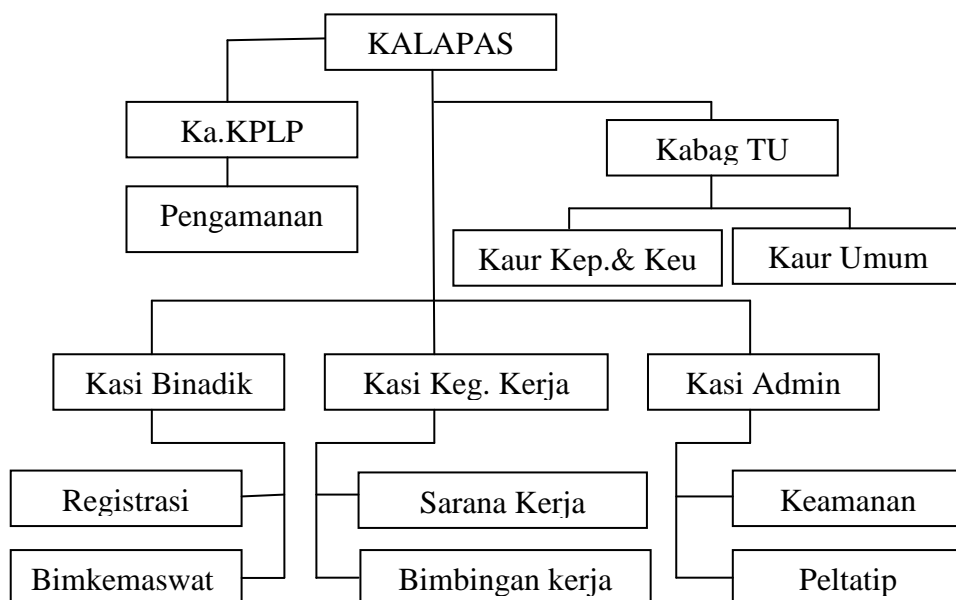 KALAPAS
Ka.KPLP
Kabag TU
Pengamanan
Kaur Kep.& Keu
Kaur Umum
Kasi Binadik
Kasi Keg. Kerja
Kasi Admin
Registrasi
Sarana Kerja
Keamanan
Bimkemaswat
Bimbingan kerja
Peltatip